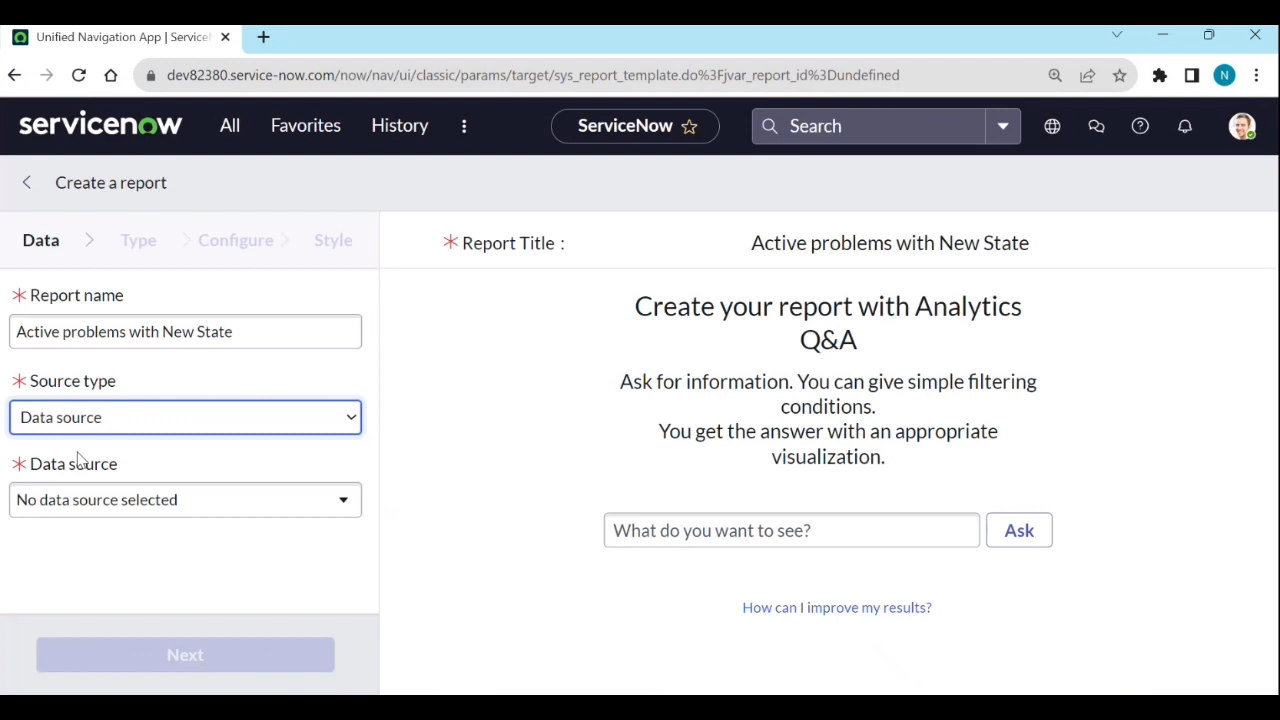 Unified Navigation App | Service
dev82380.service-now.com/now/nav/ui/classic/params/target/sys_report_template.do%3Fjvar_report_id%3Dundefined
N
servicenow All Favorites History ServiceNow Search
Create a report
Data Type Configure Style
* Report Title : Active problems with New State
* Report name
Active problems with New State
* Source type
Data source
* Data source
No data source selected
Next
Create your report with Analytics
Q&A
Ask for information. You can give simple filtering
conditions.
You get the answer with an appropriate
visualization.
What do you want to see? Ask
How can I improve my results?